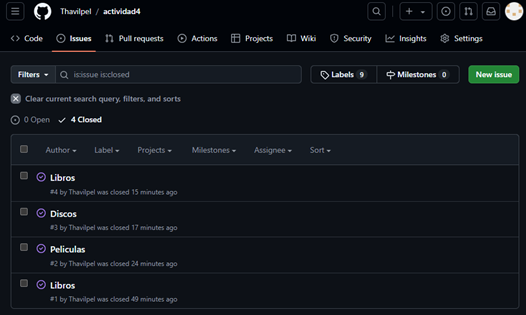 Thavilpel / actividad4
Code Issues Pull requests Actions Projects Wiki Security Insights Settings
Filters is:issue is:closed Labels 9 Milestones 0 New issue
Clear current search query, filters, and sorts
0 Open 4 Closed
Author Label Projects Milestones Assignee Sort
Libros
#4 by Thavilpel was closed 15 minutes ago
Discos
#3 by Thavilpel was closed 17 minutes ago
Peliculas
#2 by Thavilpel was closed 24 minutes ago
Libros
#1 by Thavilpel was closed 49 minutes ago